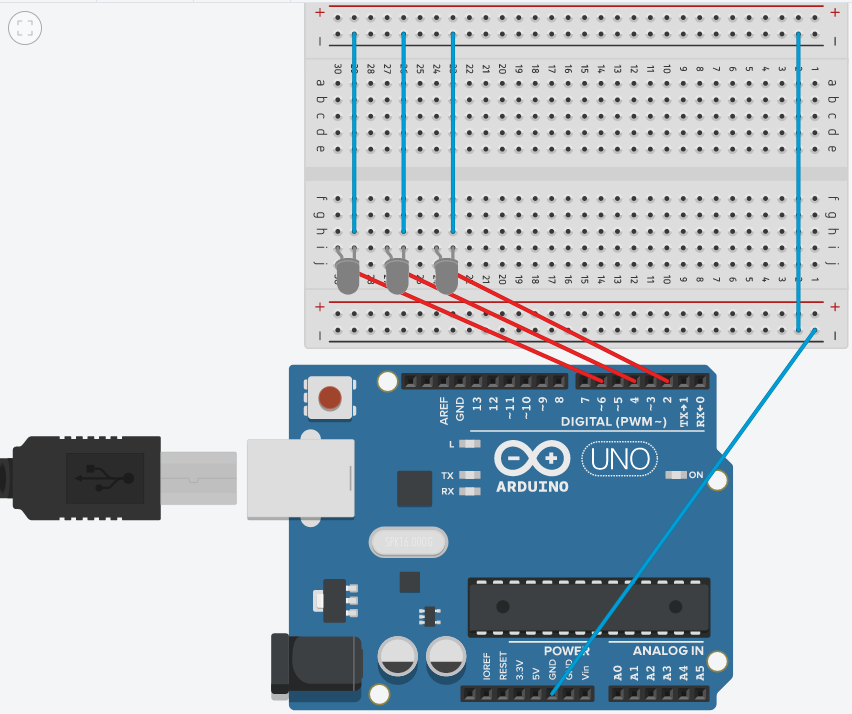 + +
− −
30 29 28 27 26 25 24 23 22 21 20 19 18 17 16 15 14 13 12 11 10 9 8 7 6 5 4 3 2 1
a a
b b
c c
d d
e e
f f
g g
h h
i i
j j
28 25 21 20 19 18 17 16 15 14 13 12 11 10 9 8 7 6 5 4 3 2 1
+ +
− −
AREF GND 13 12 ~11 ~10 ~9 8 7 ~6 ~5 4 ~3 2 TX→1 RX←0
DIGITAL (PWM~)
L
TX
RX
UNO
ON
ARDUINO
POWER ANALOG IN
IOREF RESET 3.3V 5V GND GND Vin A0 A1 A2 A3 A4 A5